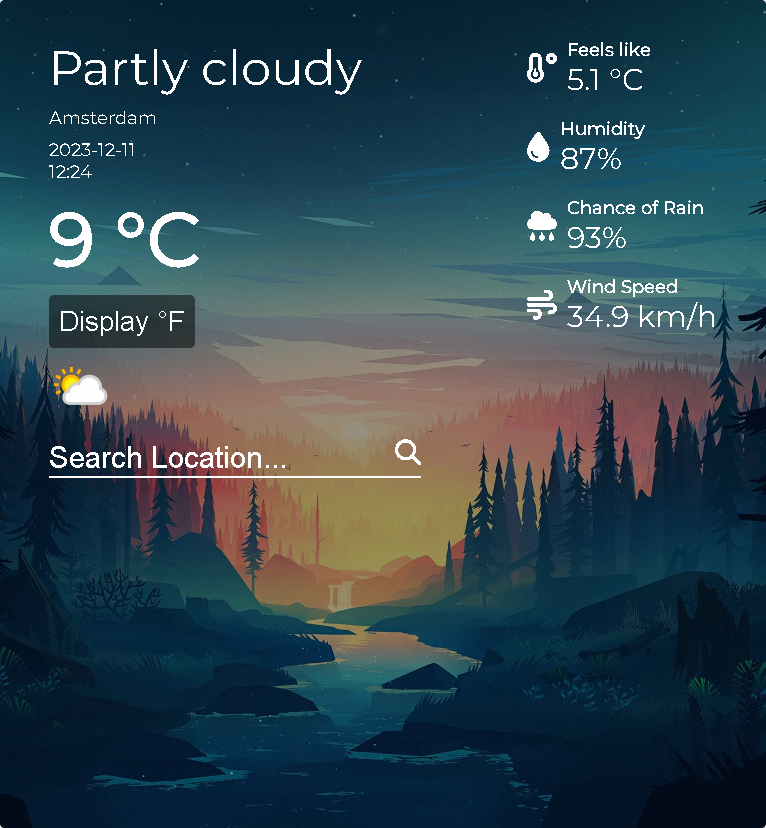 Partly cloudy
Amsterdam
2023-12-11
12:24
9 °C
Display °F
Search Location...
Feels like
5.1 °C
Humidity
87%
Chance of Rain
93%
Wind Speed
34.9 km/h